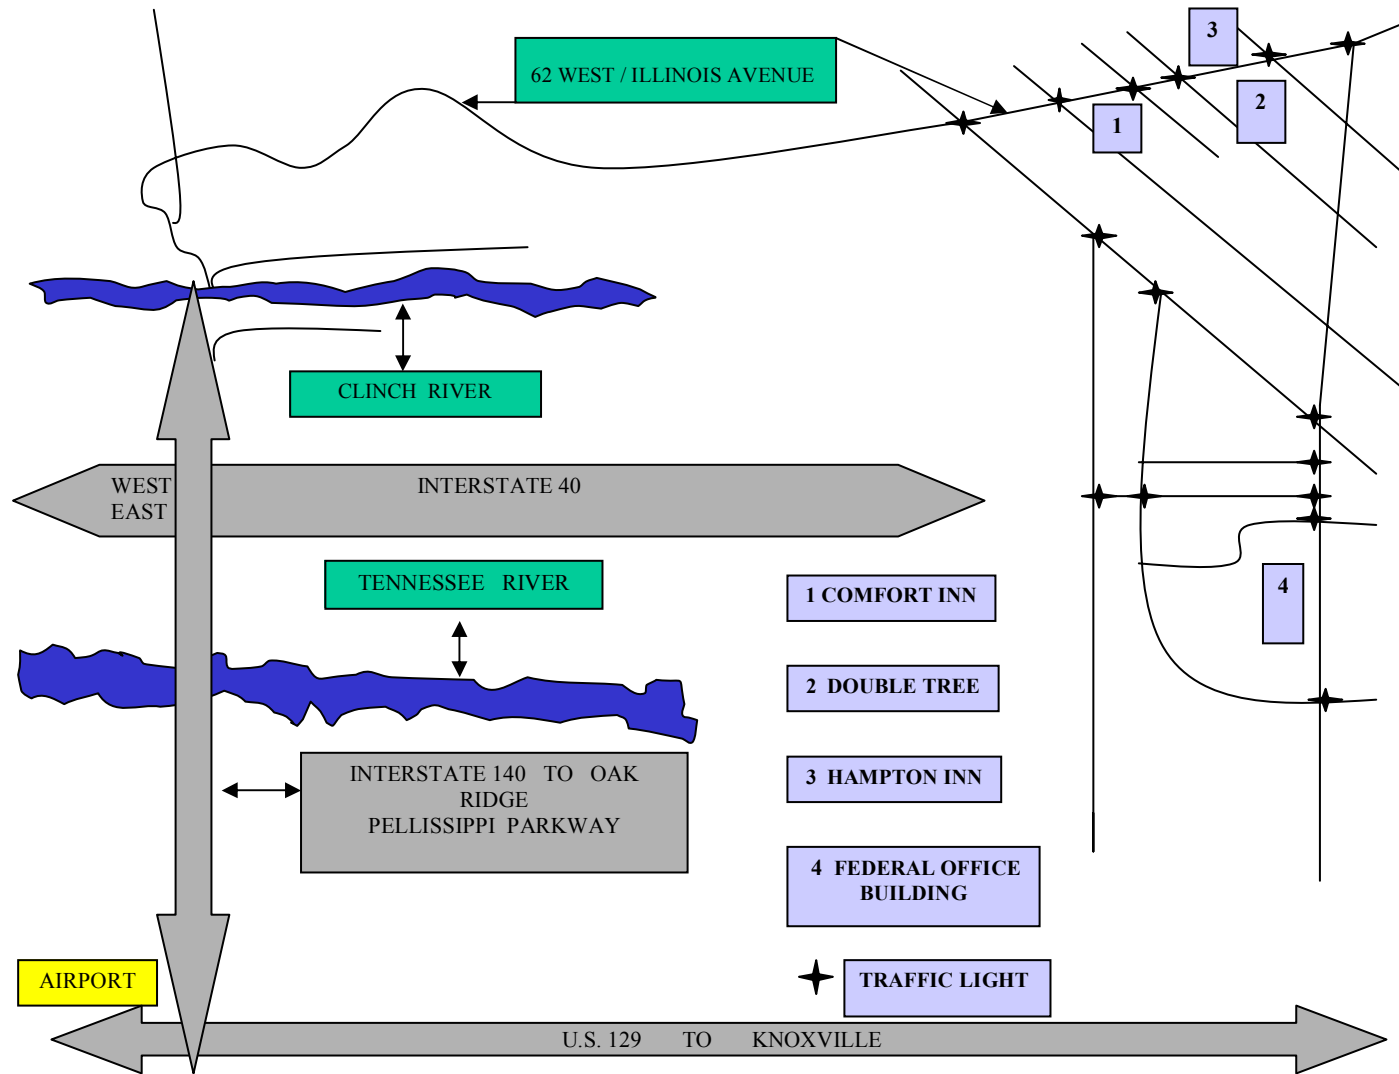 3
62 WEST / ILLINOIS AVENUE
2
1
CLINCH RIVER
WEST
EAST
INTERSTATE 40
TENNESSEE RIVER
1 COMFORT INN
4
2 DOUBLE TREE
INTERSTATE 140 TO OAK
RIDGE
PELLISSIPPI PARKWAY
3 HAMPTON INN
4 FEDERAL OFFICE
BUILDING
AIRPORT
TRAFFIC LIGHT
U.S. 129 TO KNOXVILLE